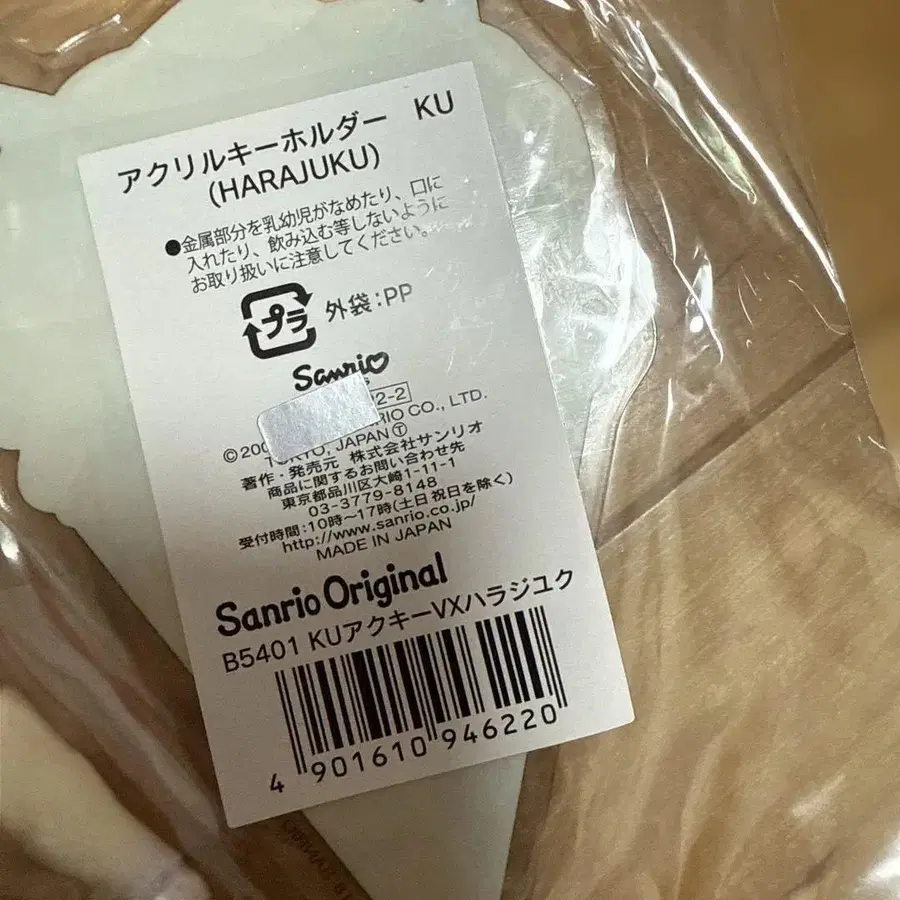 アクリルキーホルダー KU
(HARAJUKU)
●金属部分を乳幼児がなめたり、口に
入れたり、飲み込む等しないように
お取り扱いに注意してください。
プラ 外袋:PP
Sanrio
2-2
RIO CO., LTD.
TOKYO, JAPAN Ⓣ
著作・発売元 株式会社サンリオ
商品に関するお問い合わせ先
東京都品川区大崎1-11-1
03-3779-8148
受付時間:10時~17時(土日祝日を除く)
http://www.sanrio.co.jp/
MADE IN JAPAN
Sanrio Original
B5401 KUアクキーVXハラジユク
4 901610 946220